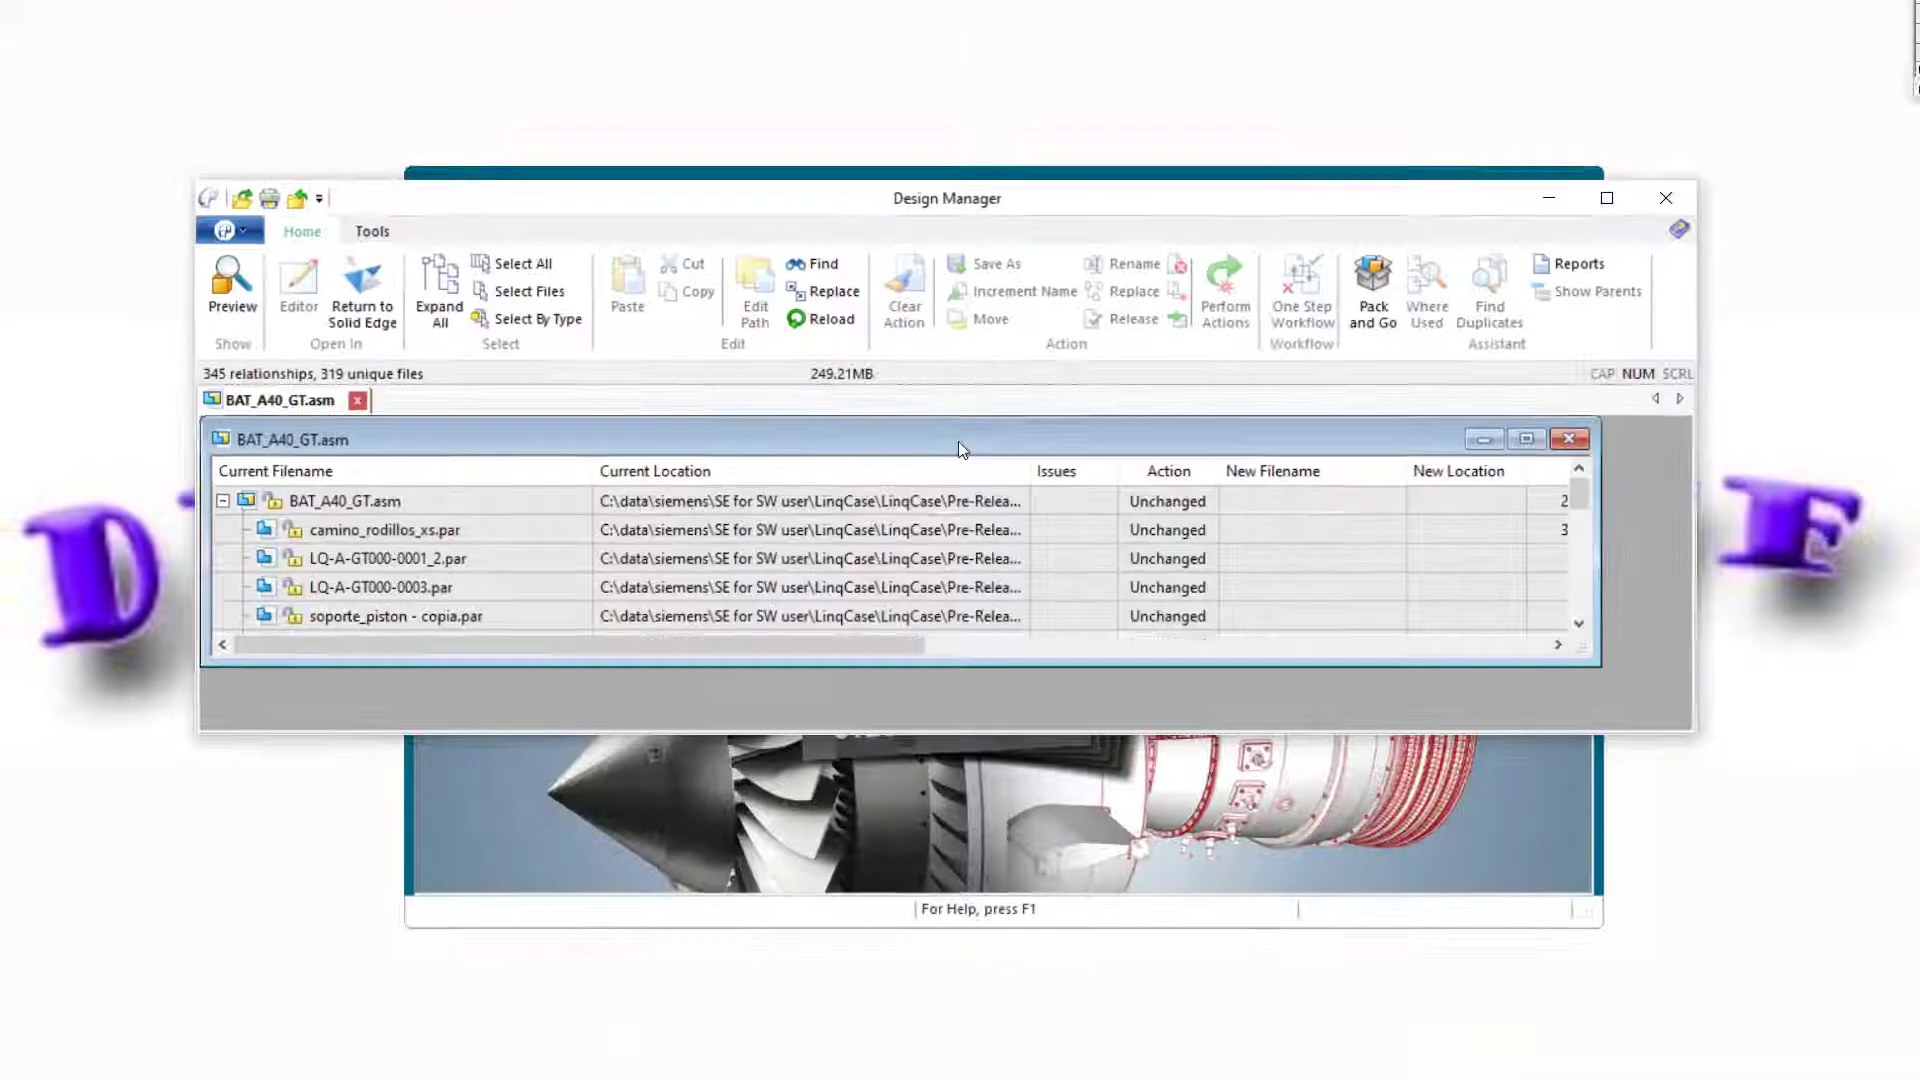 Design Manager
Home Tools
Preview
Show
Editor
Return to Solid Edge
Open In
Expand All
Select All
Select Files
Select By Type
Select
Paste
Cut
Copy
Edit Path
Find
Replace
Reload
Edit
Clear Action
Save As
Increment Name
Move
Rename
Replace
Release
Action
Perform Actions
One Step Workflow
Workflow
Pack and Go
Where Used
Find Duplicates
Reports
Show Parents
Assistant
345 relationships, 319 unique files 249.21MB CAP NUM SCRL
BAT_A40_GT.asm
BAT_A40_GT.asm
Current Filename Current Location Issues Action New Filename New Location
BAT_A40_GT.asm C:\data\siemens\SE for SW user\LinqCase\LinqCase\Pre-Relea... Unchanged 2
camino_rodillos_xs.par C:\data\siemens\SE for SW user\LinqCase\LinqCase\Pre-Relea... Unchanged 3
LQ-A-GT000-0001_2.par C:\data\siemens\SE for SW user\LinqCase\LinqCase\Pre-Relea... Unchanged
LQ-A-GT000-0003.par C:\data\siemens\SE for SW user\LinqCase\LinqCase\Pre-Relea... Unchanged
soporte_piston - copia.par C:\data\siemens\SE for SW user\LinqCase\LinqCase\Pre-Relea... Unchanged
D F
For Help, press F1